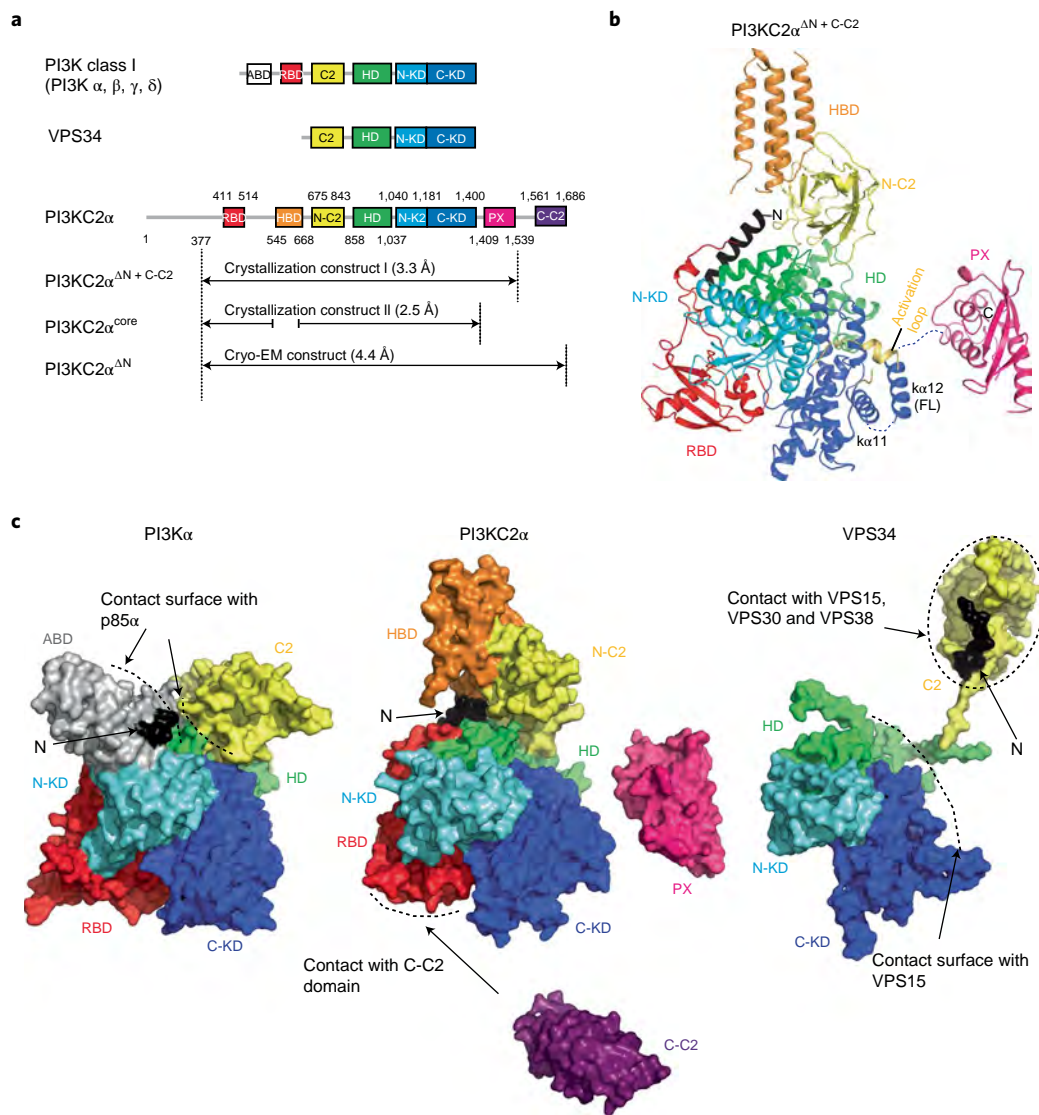 a
PI3K class I
(PI3K α, β, γ, δ)
ABD RBD C2 HD N-KD C-KD
VPS34
C2 HD N-KD C-KD
411 514 675 843 1,040 1,181 1,400 1,561 1,686
PI3KC2α
RBD HBD N-C2 HD N-K2 C-KD PX C-C2
1 377 545 668 858 1,037 1,409 1,539
PI3KC2α^ΔN + C-C2
Crystallization construct I (3.3 Å)
PI3KC2α^core
Crystallization construct II (2.5 Å)
PI3KC2α^ΔN
Cryo-EM construct (4.4 Å)
b
PI3KC2α^ΔN + C-C2
HBD
N-C2
N
HD
PX
N-KD
Activation
loop
C
kα12
(FL)
kα11
RBD
c
PI3Kα
Contact surface with
p85α
ABD
C2
N
HD
N-KD
RBD
C-KD
PI3KC2α
HBD
N-C2
N
HD
N-KD
RBD
PX
C-KD
Contact with C-C2
domain
C-C2
VPS34
Contact with VPS15,
VPS30 and VPS38
C2
N
HD
N-KD
C-KD
Contact surface with
VPS15